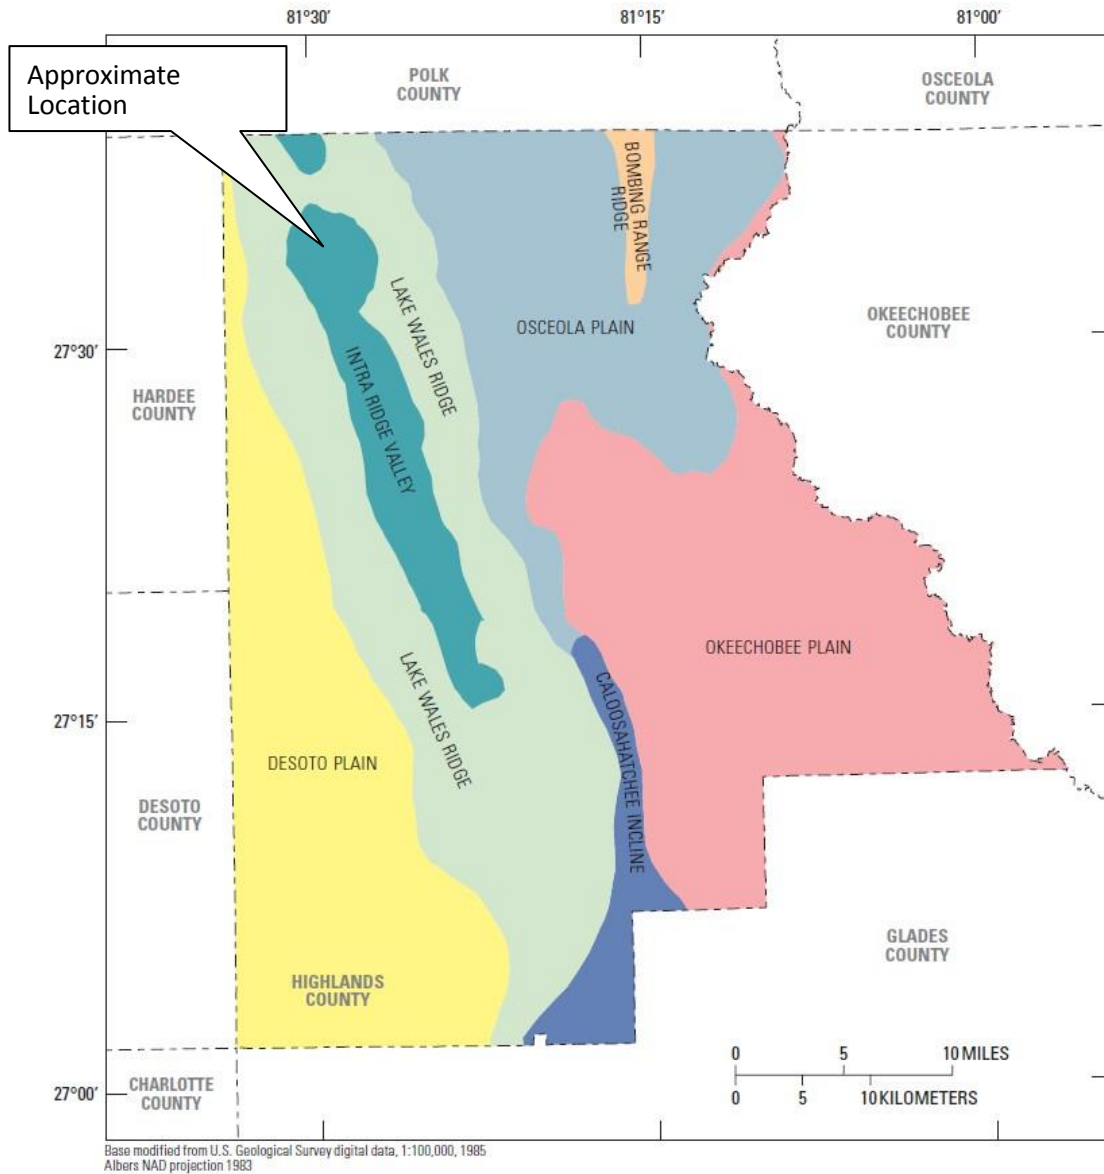 81°30′
81°15′
81°00′
Approximate
Location
POLK
COUNTY
OSCEOLA
COUNTY
BOMBING RANGE
RIDGE
LAKE WALES RIDGE
OSCEOLA PLAIN
OKEECHOBEE
COUNTY
27°30′
HARDEE
COUNTY
INTRA RIDGE VALLEY
OKEECHOBEE PLAIN
LAKE WALES RIDGE
27°15′
CALOOSAHATCHEE INCLINE
DESOTO PLAIN
DESOTO
COUNTY
GLADES
COUNTY
HIGHLANDS
COUNTY
0 5 10 MILES
0 5 10 KILOMETERS
27°00′
CHARLOTTE
COUNTY
Base modified from U.S. Geological Survey digital data, 1:100,000, 1985
Albers NAD projection 1983